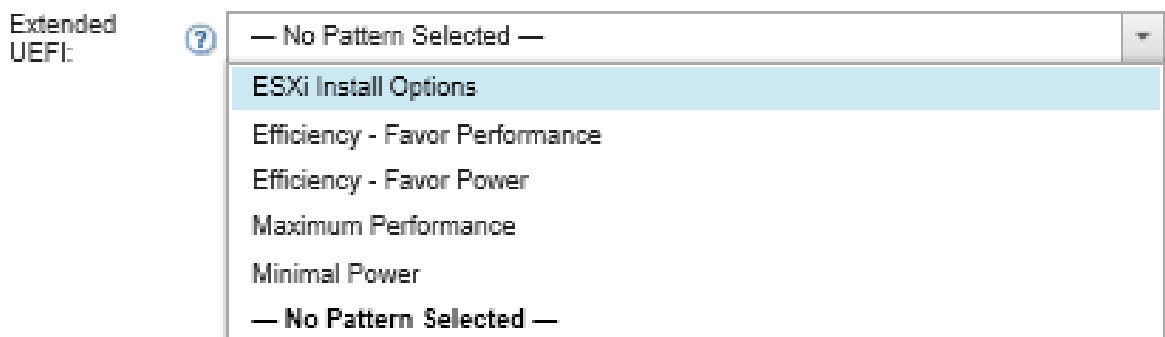 Extended
UEFI:
?
— No Pattern Selected —
ESXi Install Options
Efficiency - Favor Performance
Efficiency - Favor Power
Maximum Performance
Minimal Power
— No Pattern Selected —